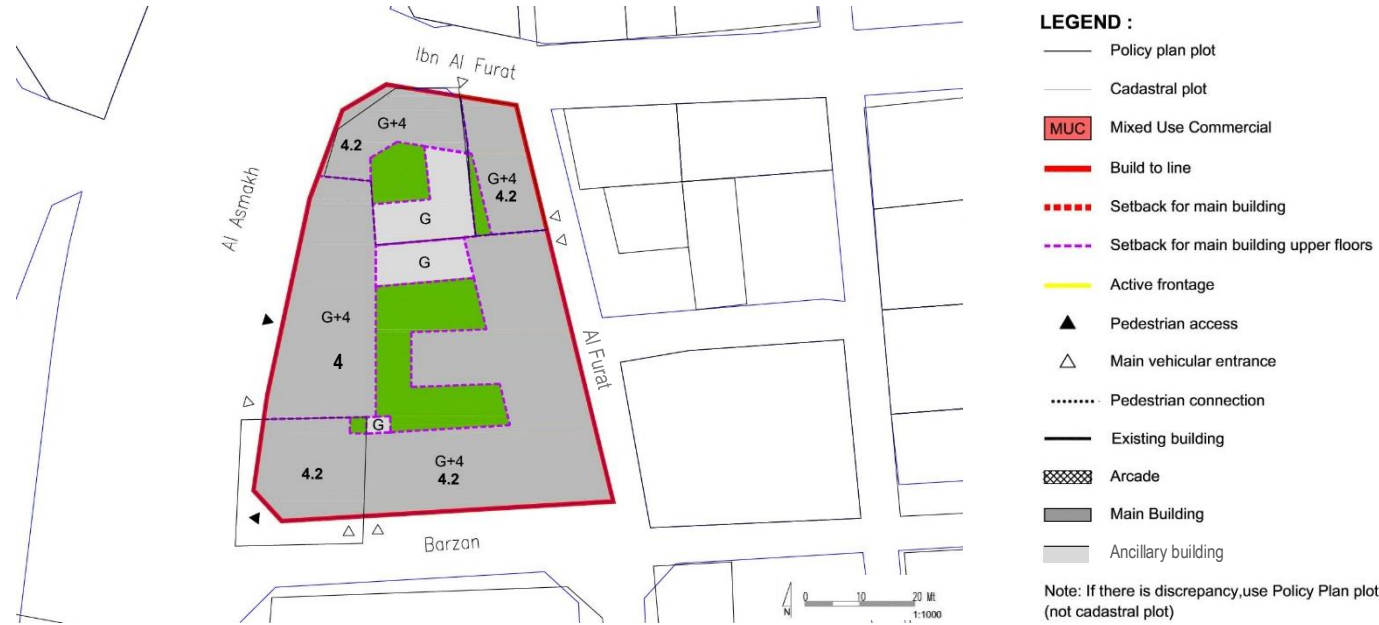 Ibn Al Furat
G+4
4.2
G+4
4.2
Al Asmakh
G
G
G+4
4
Al Furat
G
4.2
G+4
4.2
Barzan
N
0 10 20 Mt
1:1000
LEGEND :
Policy plan plot
Cadastral plot
MUC Mixed Use Commercial
Build to line
Setback for main building
Setback for main building upper floors
Active frontage
Pedestrian access
Main vehicular entrance
Pedestrian connection
Existing building
Arcade
Main Building
Ancillary building
Note: If there is discrepancy,use Policy Plan plot
(not cadastral plot)